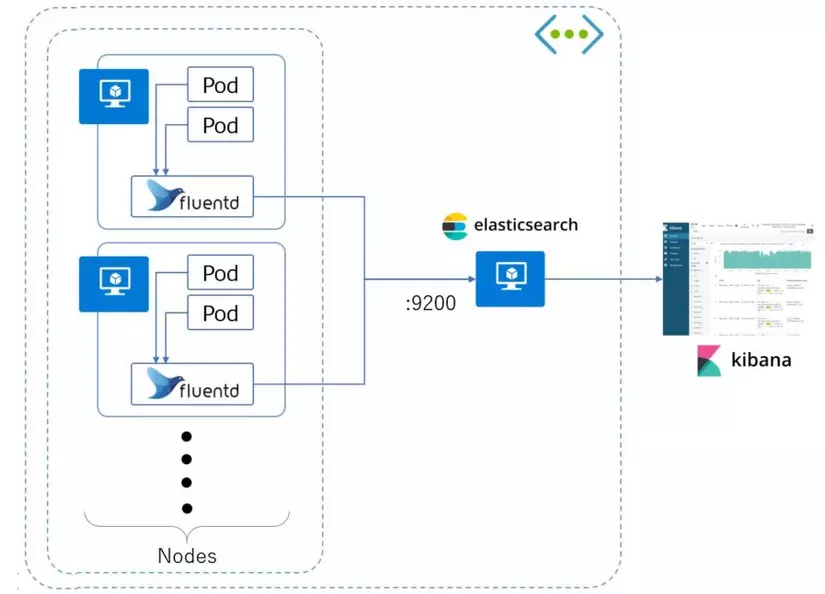 Pod
Pod
fluentd
elasticsearch
Pod
Pod
:9200
fluentd
kibana
Nodes